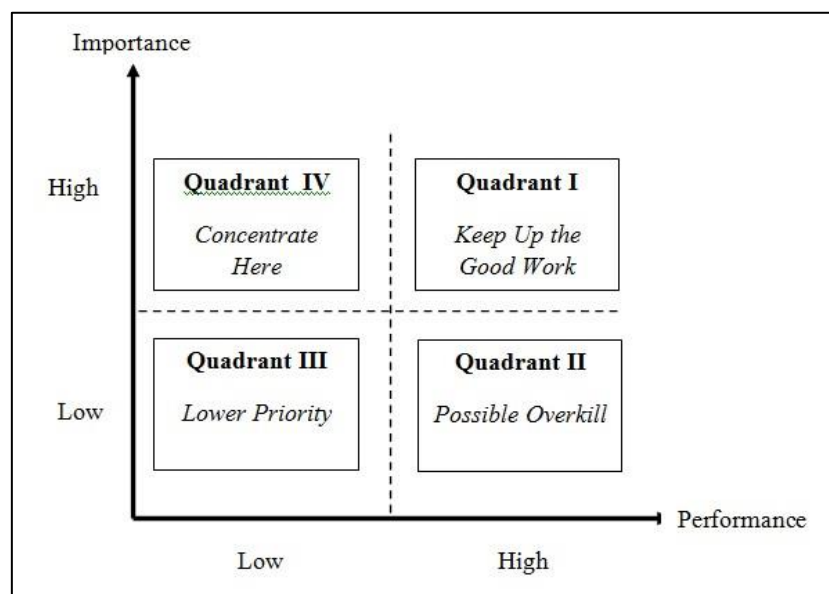 Importance
High
Quadrant IV
Concentrate
Here
Quadrant I
Keep Up the
Good Work
Low
Quadrant III
Lower Priority
Quadrant II
Possible Overkill
Performance
Low
High